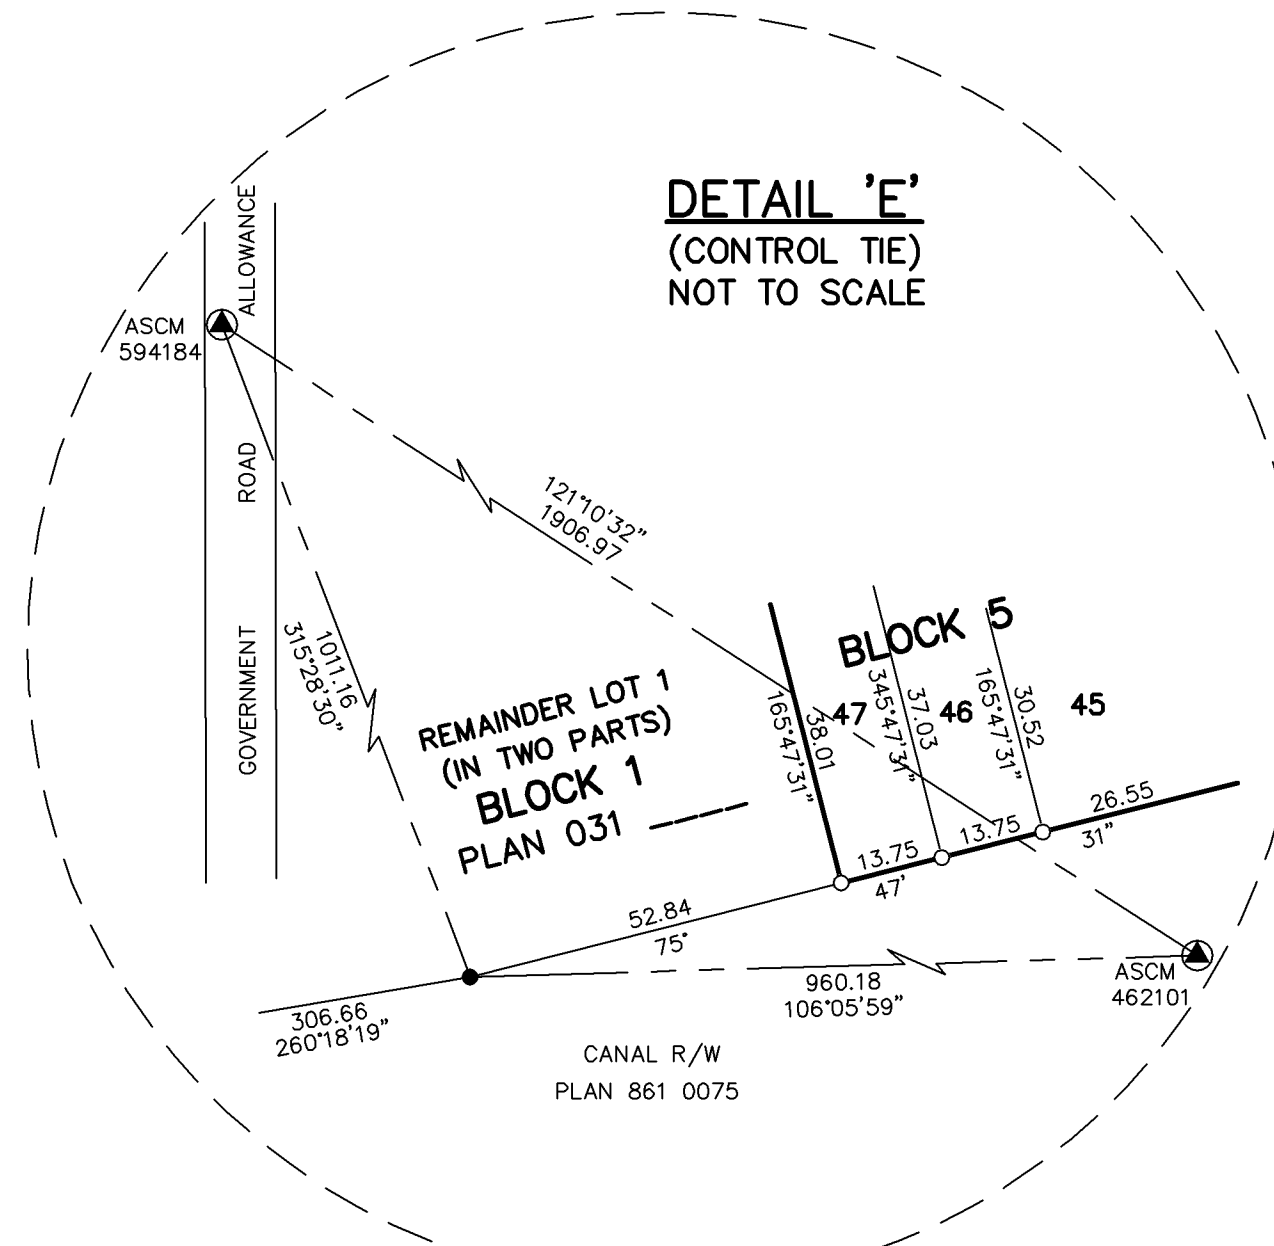 DETAIL 'E'
(CONTROL TIE)
NOT TO SCALE
ALLOWANCE
ASCM
594184
ROAD
GOVERNMENT
121°10'32"
1906.97
1011.16
315°28'30"
REMAINDER LOT 1
(IN TWO PARTS)
BLOCK 1
PLAN 031
BLOCK 5
165°47'31"
38.01
47
345°47'31"
37.03
46
165°47'31"
30.52
45
26.55
31"
13.75
13.75
47'
52.84
75°
960.18
106°05'59"
ASCM
462101
306.66
260°18'19"
CANAL R/W
PLAN 861 0075